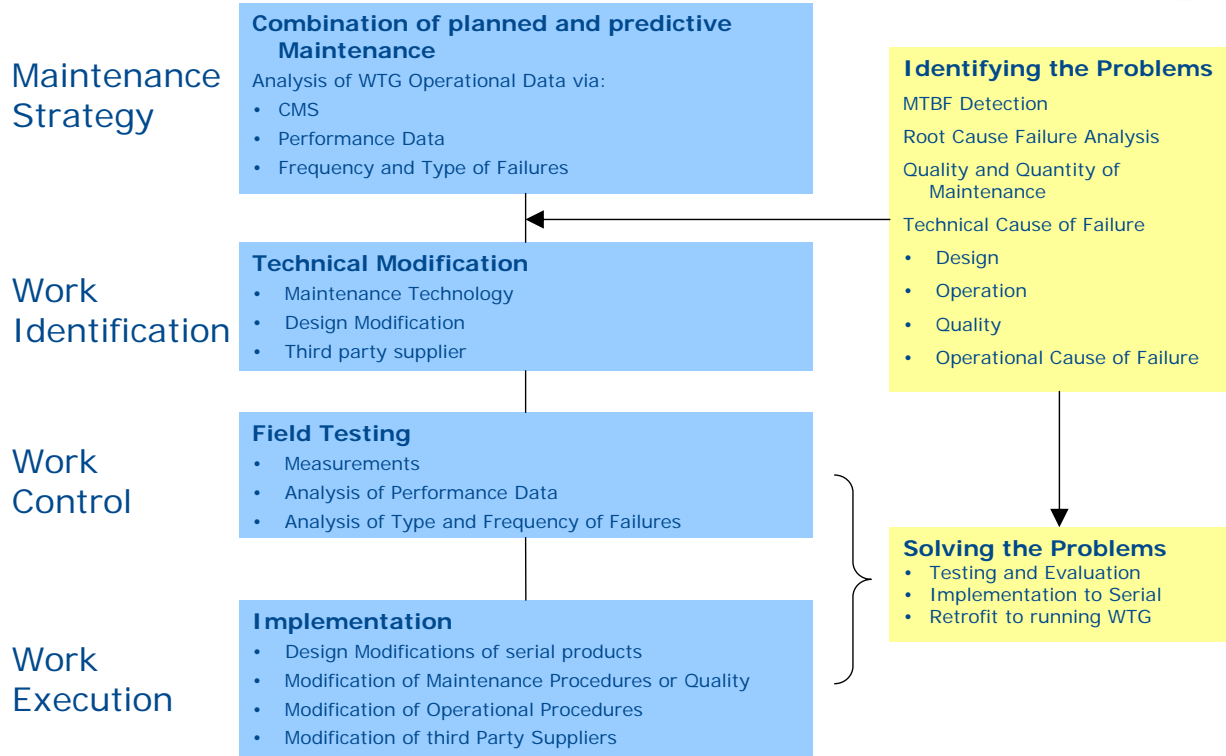 Maintenance
Strategy
Combination of planned and predictive
Maintenance
Analysis of WTG Operational Data via:
• CMS
• Performance Data
• Frequency and Type of Failures
Identifying the Problems
MTBF Detection
Root Cause Failure Analysis
Quality and Quantity of
Maintenance
Technical Cause of Failure
• Design
• Operation
• Quality
• Operational Cause of Failure
Work
Identification
Technical Modification
• Maintenance Technology
• Design Modification
• Third party supplier
Work
Control
Field Testing
• Measurements
• Analysis of Performance Data
• Analysis of Type and Frequency of Failures
Solving the Problems
• Testing and Evaluation
• Implementation to Serial
• Retrofit to running WTG
Work
Execution
Implementation
• Design Modifications of serial products
• Modification of Maintenance Procedures or Quality
• Modification of Operational Procedures
• Modification of third Party Suppliers